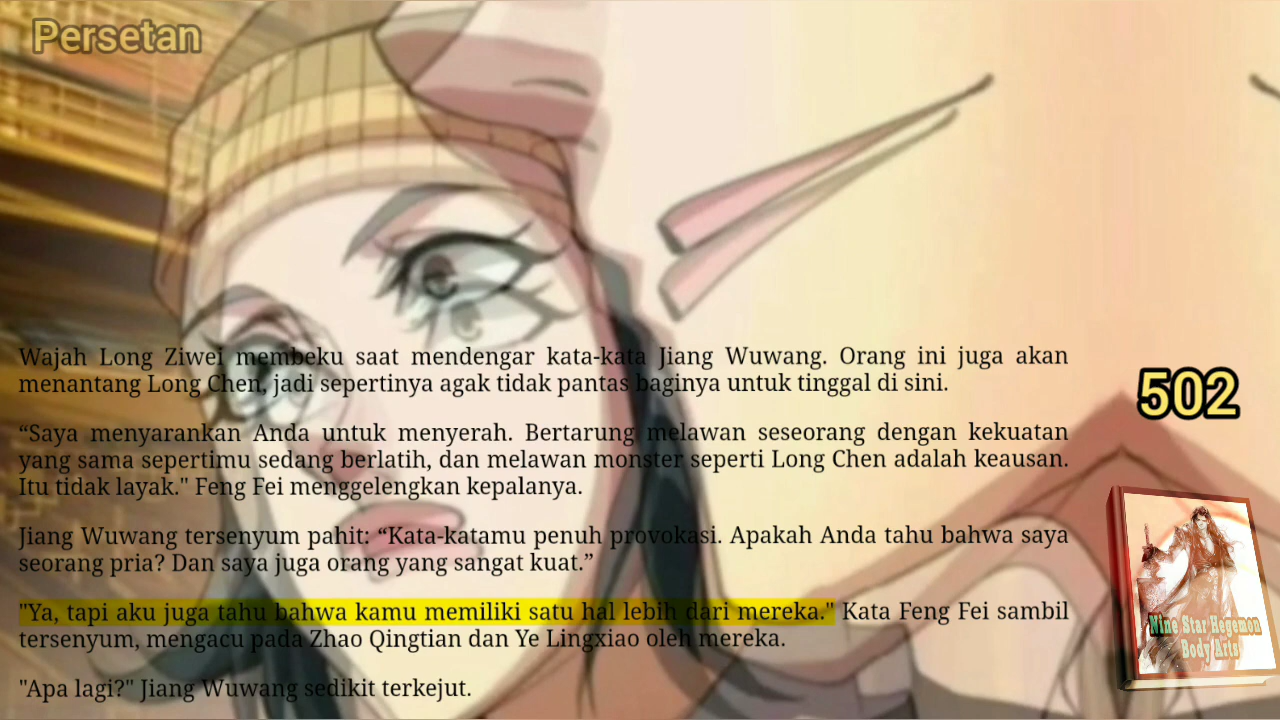 Persetan
Wajah Long Ziwei membeku saat mendengar kata-kata Jiang Wuwang. Orang ini juga akan
menantang Long Chen, jadi sepertinya agak tidak pantas baginya untuk tinggal di sini.
“Saya menyarankan Anda untuk menyerah. Bertarung melawan seseorang dengan kekuatan
yang sama sepertimu sedang berlatih, dan melawan monster seperti Long Chen adalah keausan.
Itu tidak layak." Feng Fei menggelengkan kepalanya.
502
Jiang Wuwang tersenyum pahit: “Kata-katamu penuh provokasi. Apakah Anda tahu bahwa saya
seorang pria? Dan saya juga orang yang sangat kuat.”
"Ya, tapi aku juga tahu bahwa kamu memiliki satu hal lebih dari mereka." Kata Feng Fei sambil
tersenyum, mengacu pada Zhao Qingtian dan Ye Lingxiao oleh mereka.
"Apa lagi?" Jiang Wuwang sedikit terkejut.
Nine Star Hegemon
Body Arts